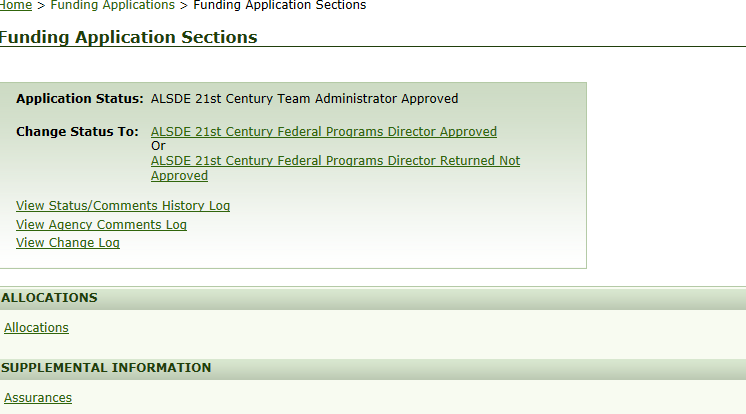 Home > Funding Applications > Funding Application Sections
Funding Application Sections
Application Status: ALSDE 21st Century Team Administrator Approved
Change Status To: ALSDE 21st Century Federal Programs Director Approved
Or
ALSDE 21st Century Federal Programs Director Returned Not
Approved
View Status/Comments History Log
View Agency Comments Log
View Change Log
ALLOCATIONS
Allocations
SUPPLEMENTAL INFORMATION
Assurances